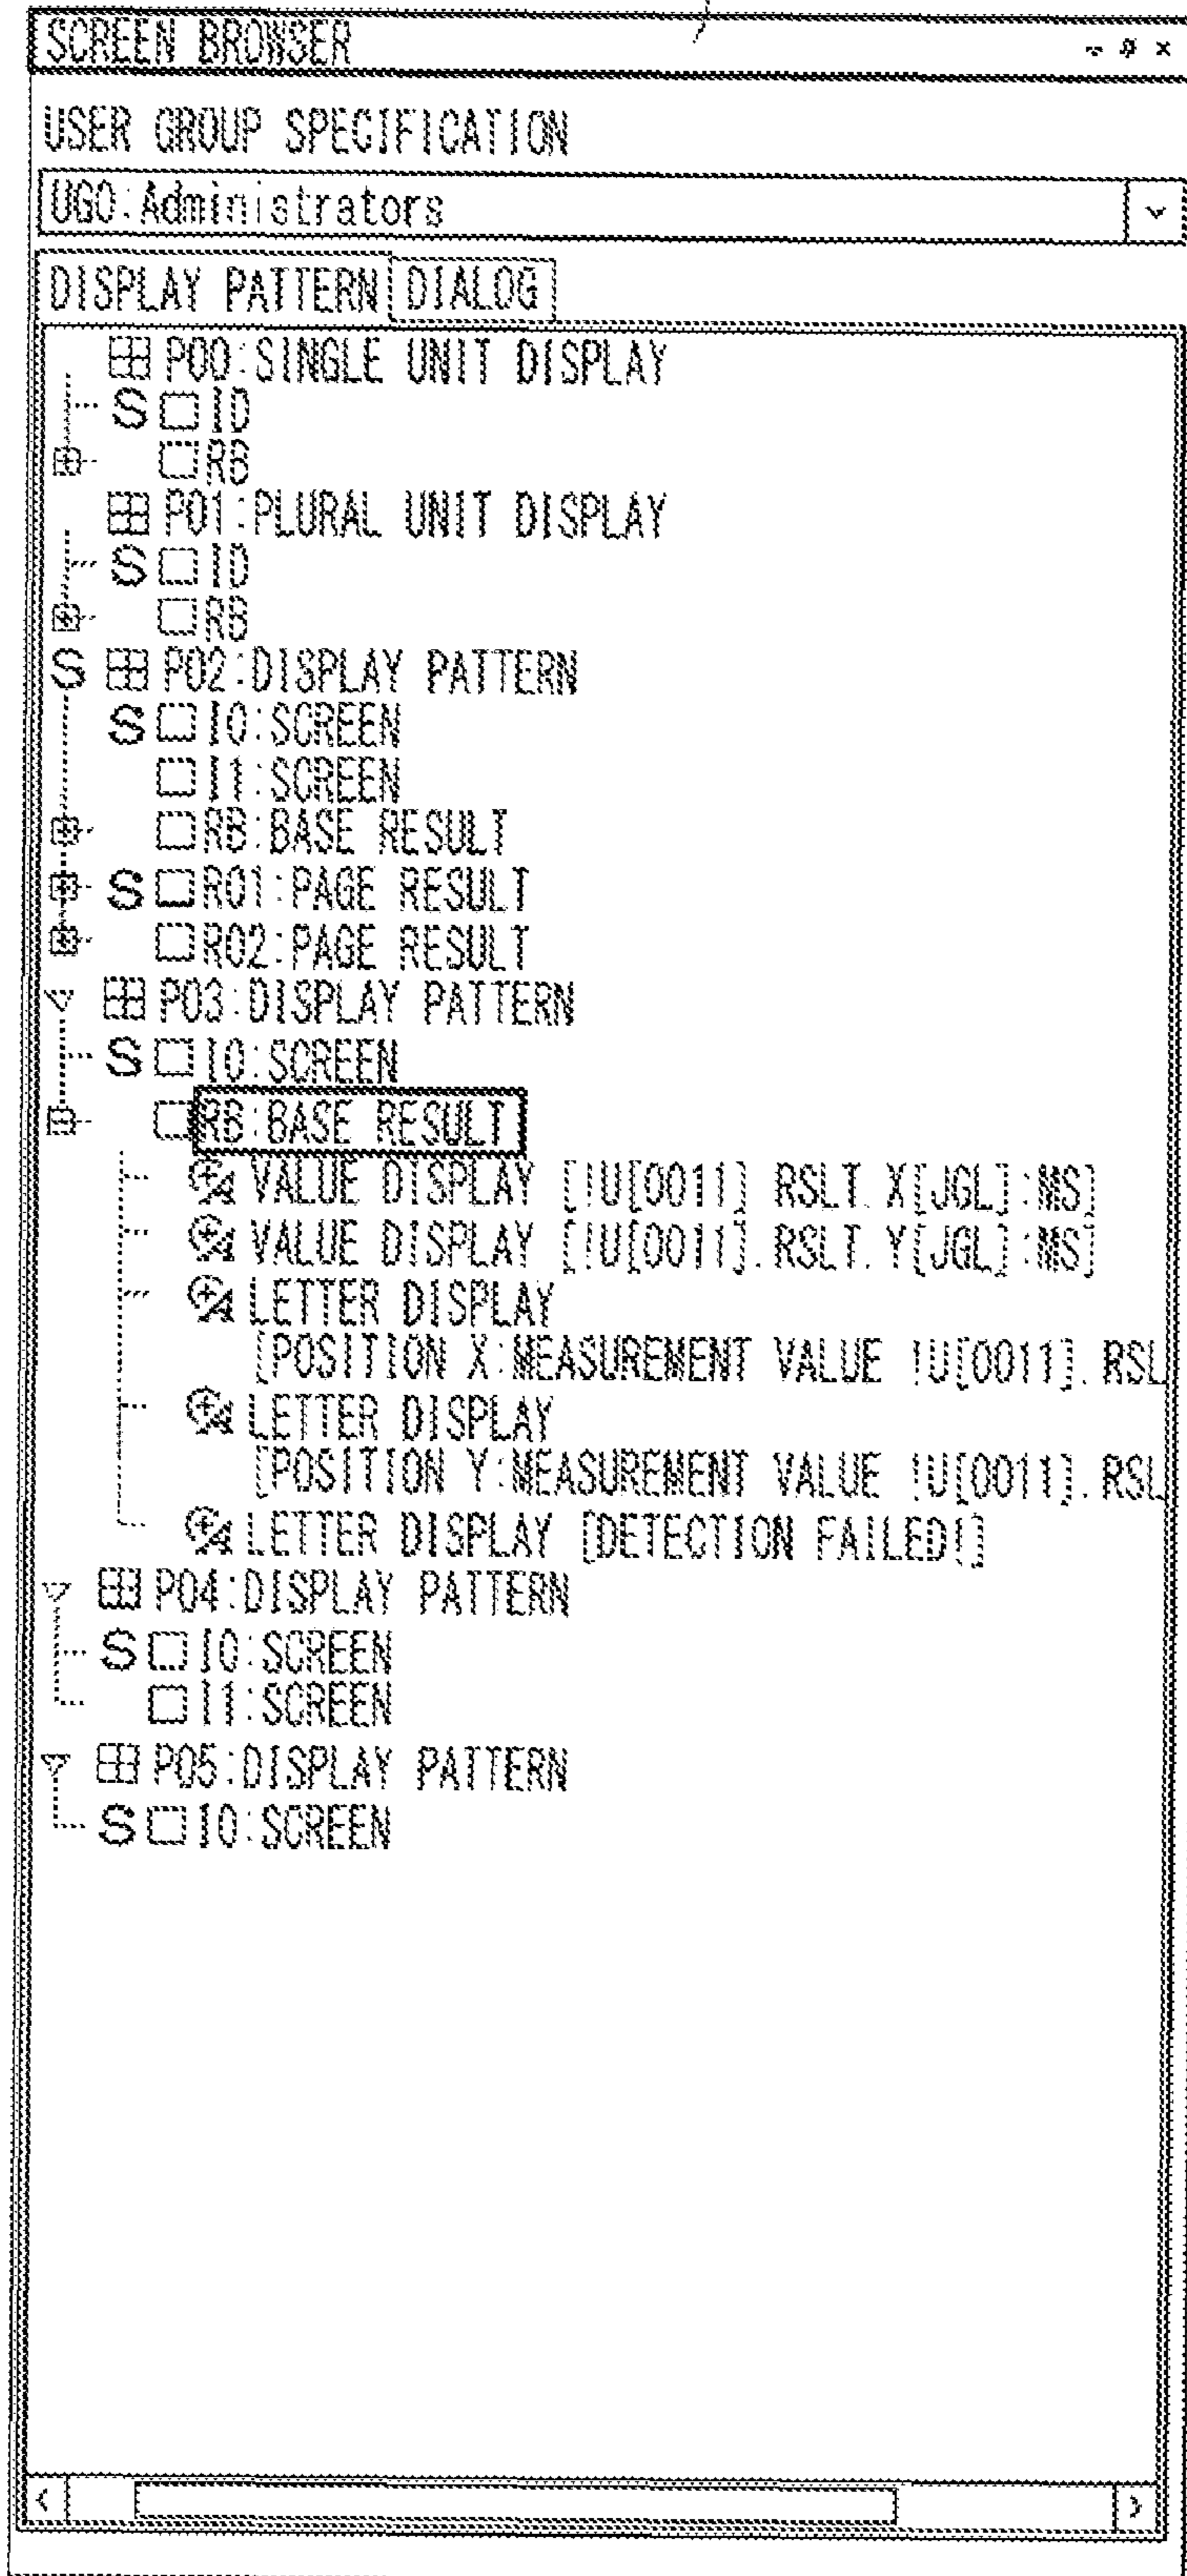 SCREEN BROWSER
USER GROUP SPECIFICATION
UG0:Administrators
DISPLAY PATTERN DIALOG
P00:SINGLE UNIT DISPLAY
S I0
RB
P01:PLURAL UNIT DISPLAY
S I0
RB
S P02:DISPLAY PATTERN
S I0:SCREEN
I1:SCREEN
RB:BASE RESULT
S R01:PAGE RESULT
R02:PAGE RESULT
P03:DISPLAY PATTERN
S I0:SCREEN
RB:BASE RESULT
VALUE DISPLAY [!U[0011].RSLT.X[JGL]:MS]
VALUE DISPLAY [!U[0011].RSLT.Y[JGL]:MS]
LETTER DISPLAY
[POSITION X:MEASUREMENT VALUE !U[0011].RSL
LETTER DISPLAY
[POSITION Y:MEASUREMENT VALUE !U[0011].RSL
LETTER DISPLAY [DETECTION FAILED!]
P04:DISPLAY PATTERN
S I0:SCREEN
I1:SCREEN
P05:DISPLAY PATTERN
S I0:SCREEN